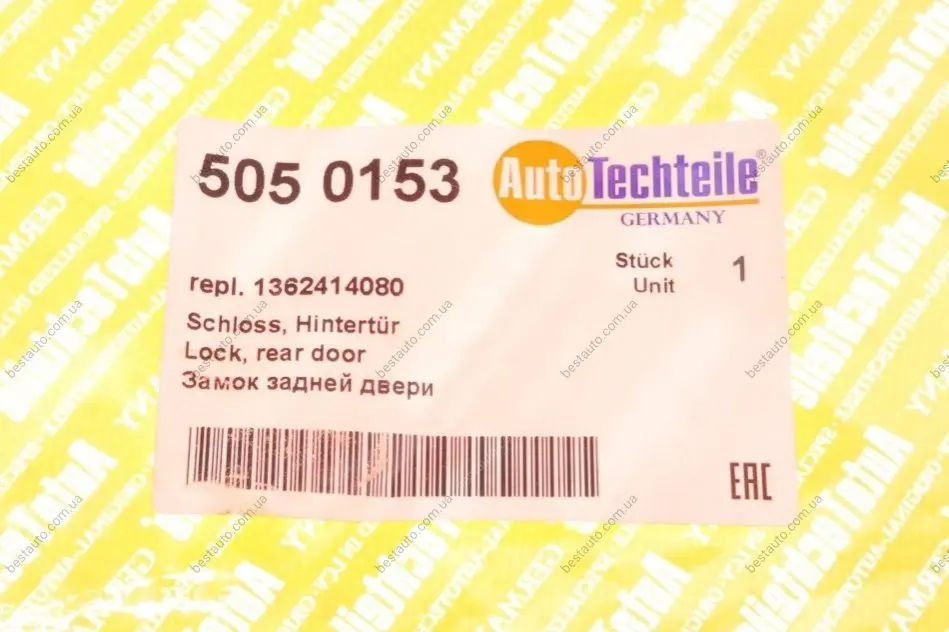 505 0153
AutoTechteile®
GERMANY
Stück 1
Unit
repl. 1362414080
Schloss, Hintertür
Lock, rear door
Замок задней двери
EAC
bestauto.com.ua